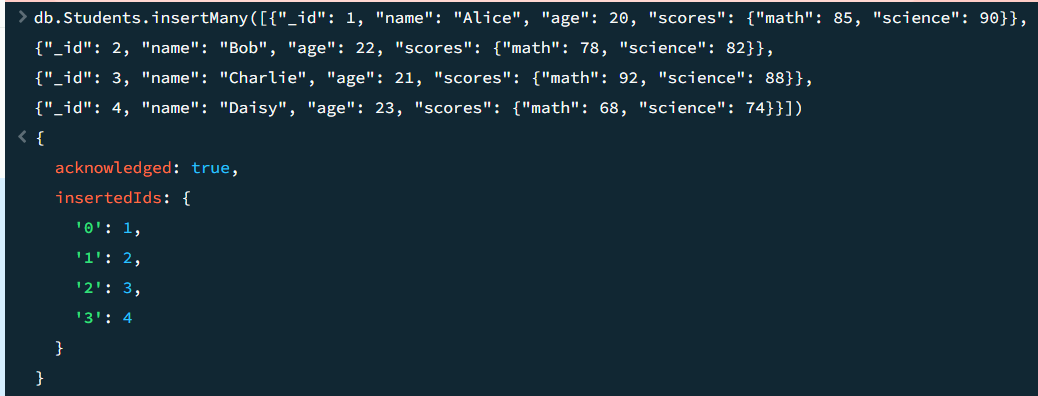 > db.Students.insertMany([{"_id": 1, "name": "Alice", "age": 20, "scores": {"math": 85, "science": 90}},
{"_id": 2, "name": "Bob", "age": 22, "scores": {"math": 78, "science": 82}},
{"_id": 3, "name": "Charlie", "age": 21, "scores": {"math": 92, "science": 88}},
{"_id": 4, "name": "Daisy", "age": 23, "scores": {"math": 68, "science": 74}}])
< {
acknowledged: true,
insertedIds: {
'0': 1,
'1': 2,
'2': 3,
'3': 4
}
}